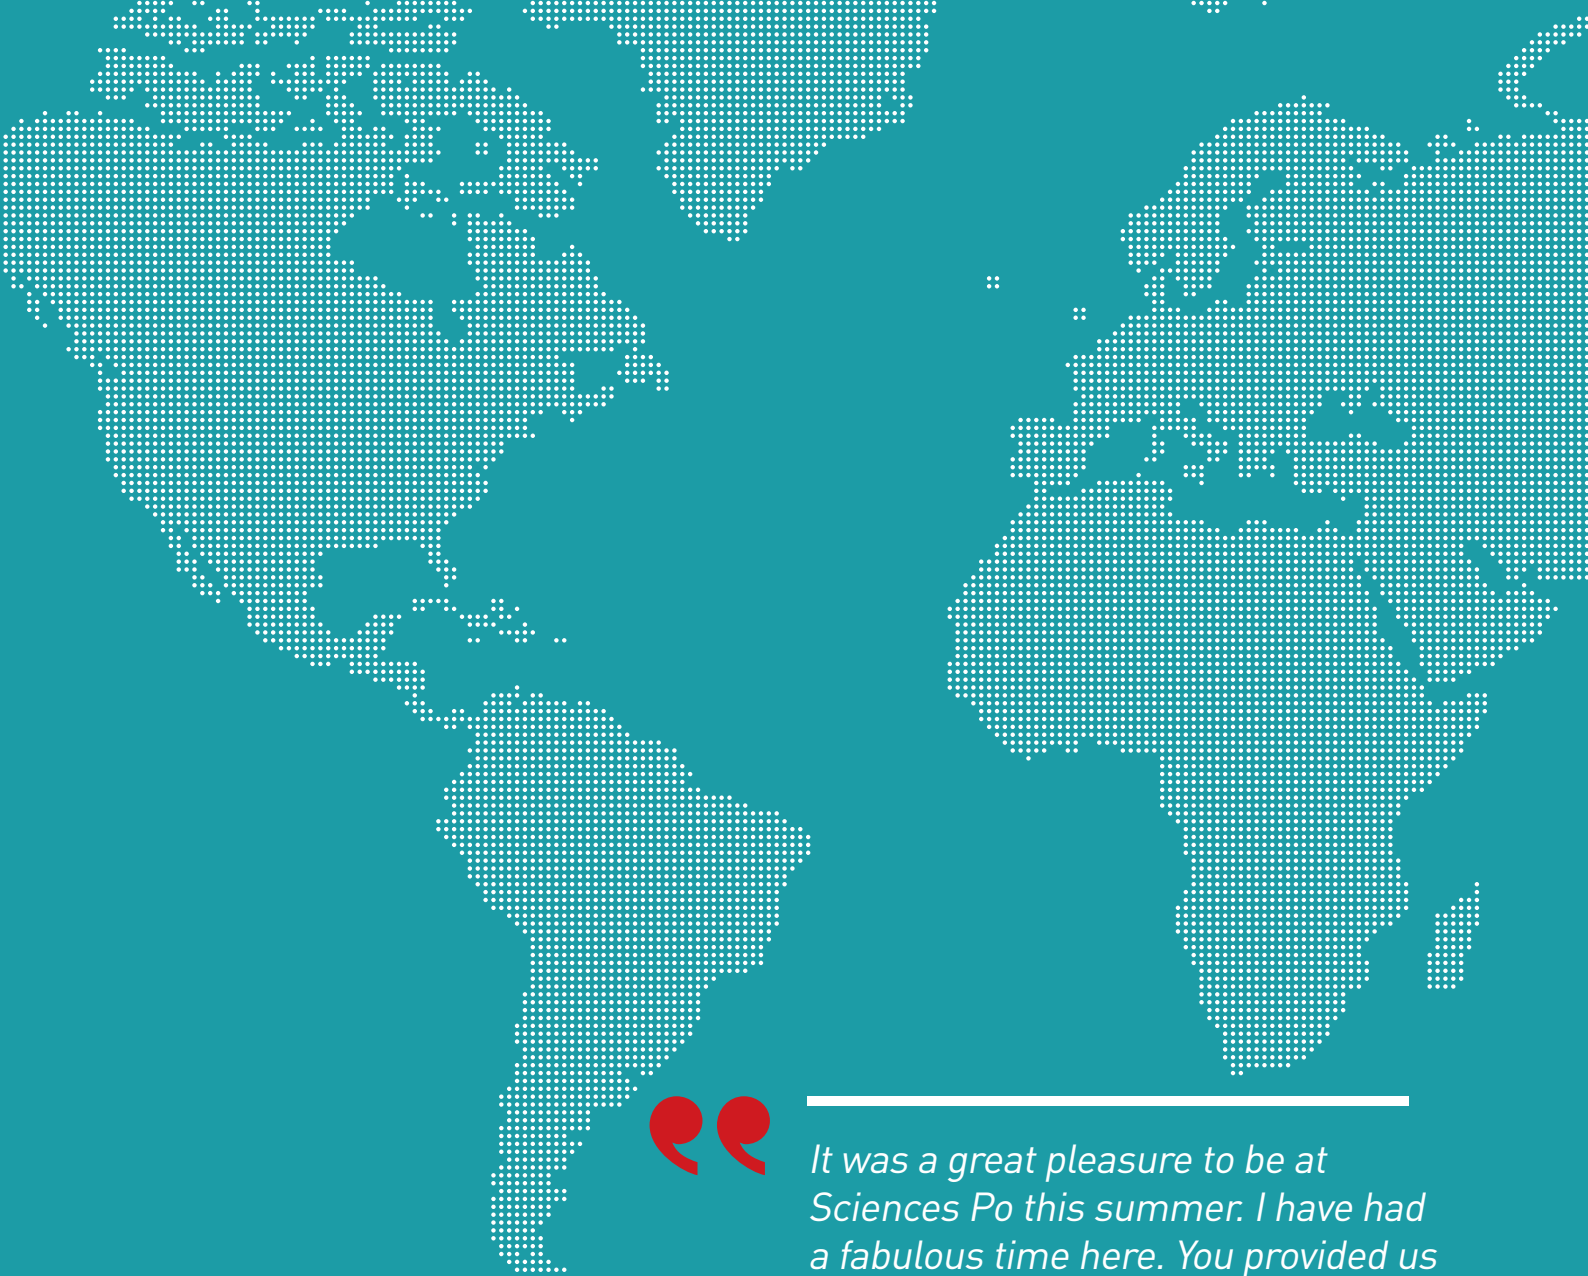 It was a great pleasure to be at
Sciences Po this summer. I have had
a fabulous time here. You provided us